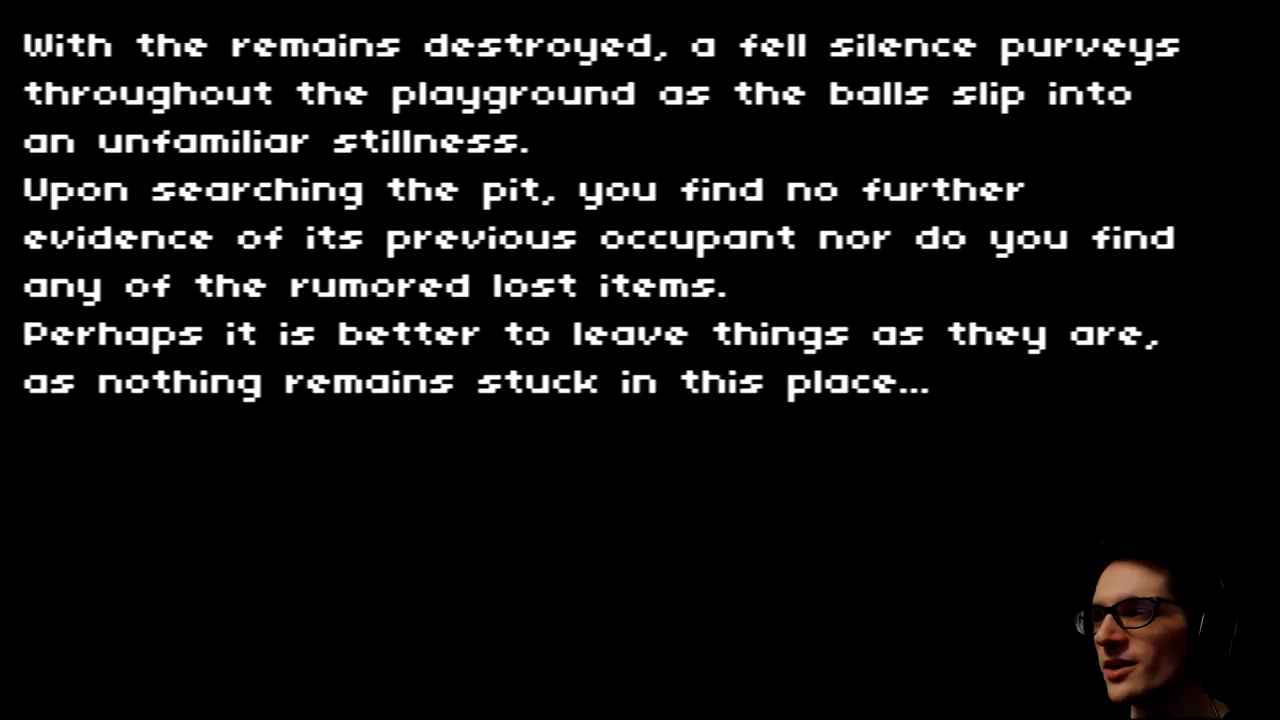 With the remains destroyed, a fell silence purveys
throughout the playground as the balls slip into
an unfamiliar stillness.
Upon searching the pit, you find no further
evidence of its previous occupant nor do you find
any of the rumored lost items.
Perhaps it is better to leave things as they are,
as nothing remains stuck in this place...